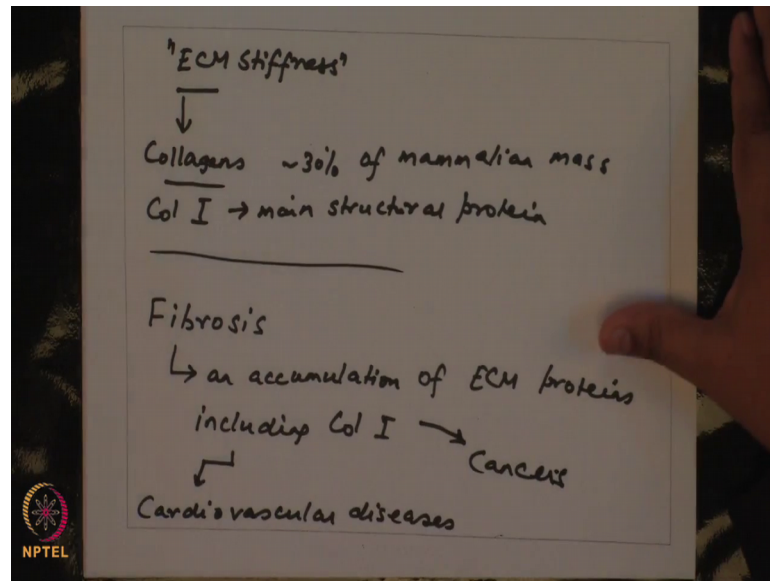 "ECM Stiffness"
Collagens ~30% of mammalian mass
Col I → main structural protein
Fibrosis
↳ an accumulation of ECM proteins
including Col I → Cancers
Cardiovascular diseases
NPTEL